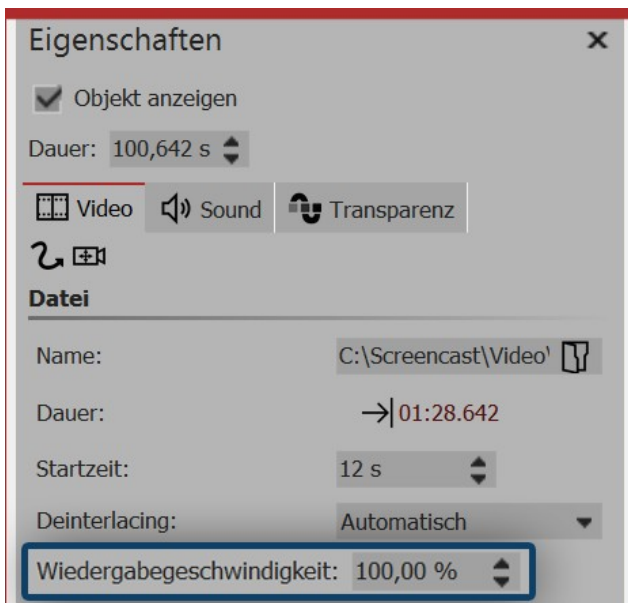 Eigenschaften
Objekt anzeigen
Dauer: 100,642 s
Video Sound Transparenz
Datei
Name: C:\Screencast\Video\
Dauer: 01:28.642
Startzeit: 12 s
Deinterlacing: Automatisch
Wiedergabegeschwindigkeit: 100,00 %